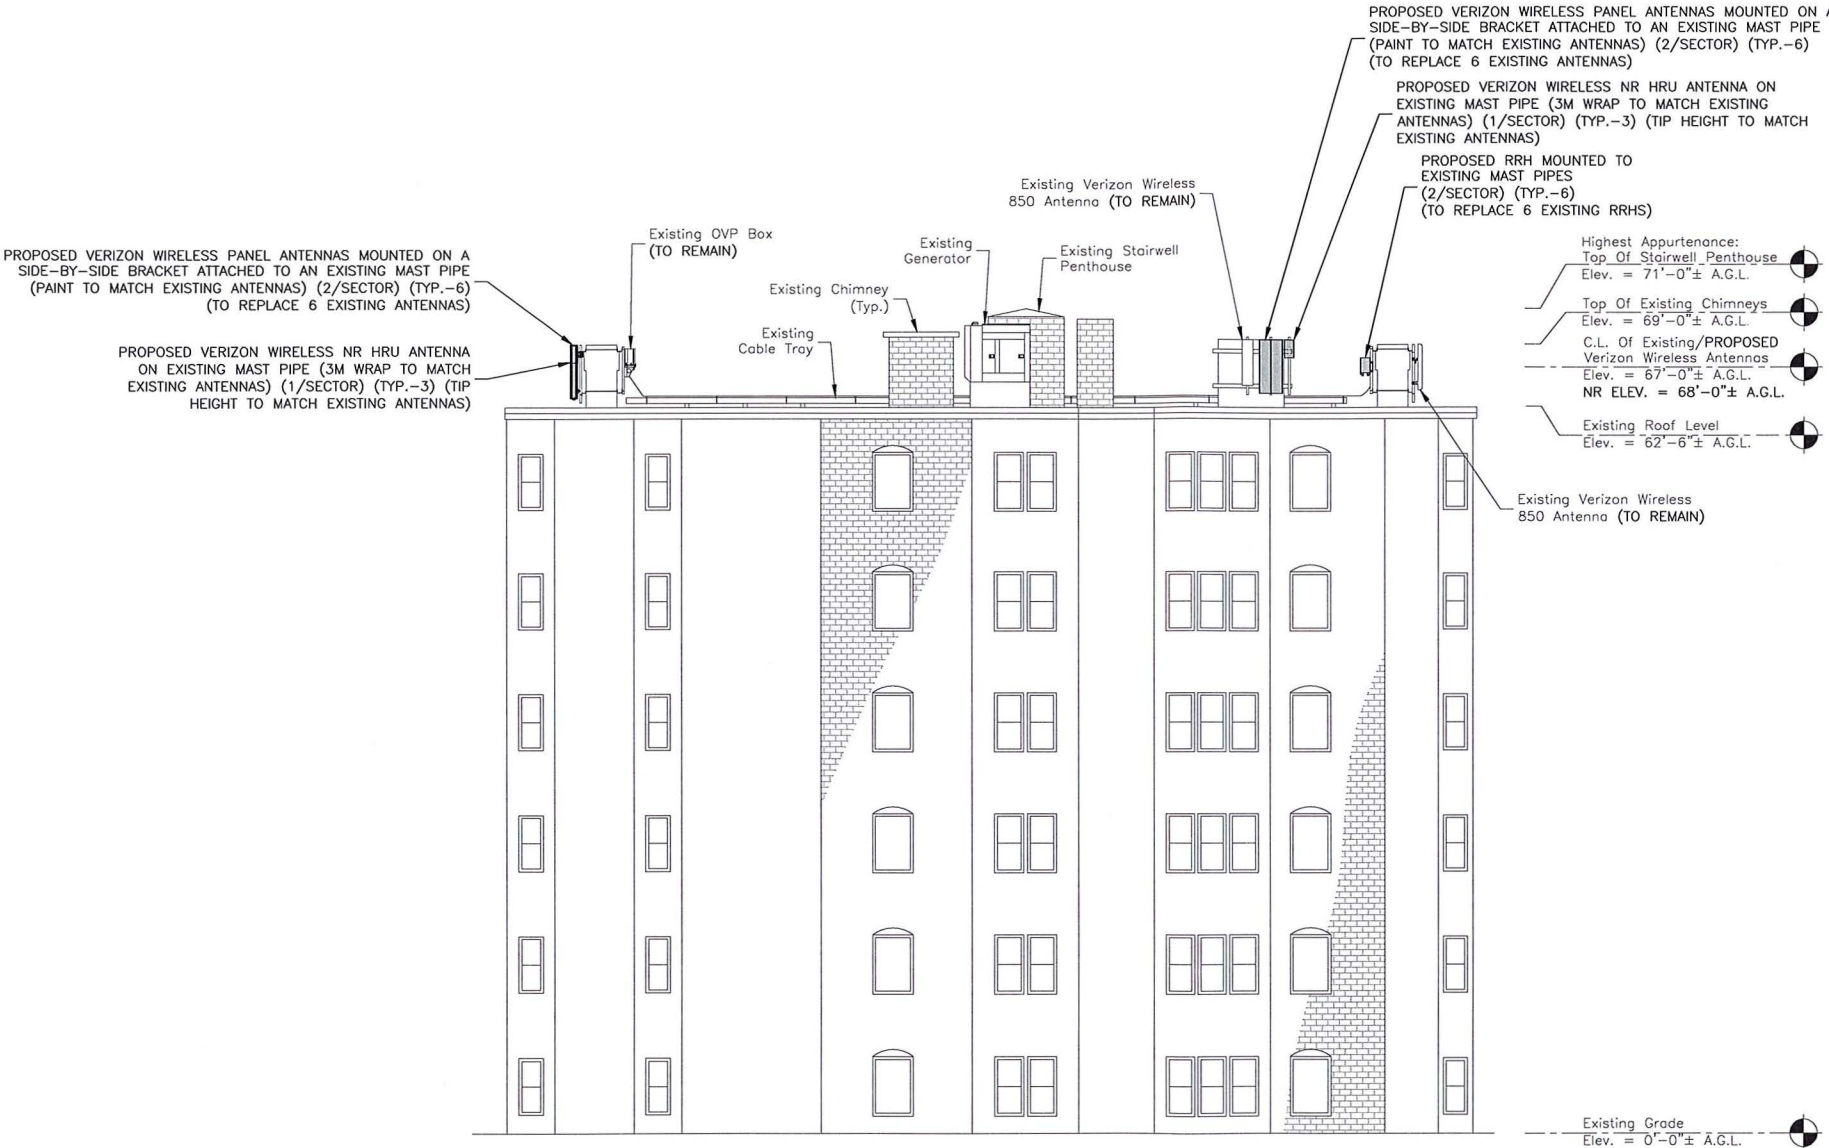 PROPOSED VERIZON WIRELESS PANEL ANTENNAS MOUNTED ON A
SIDE-BY-SIDE BRACKET ATTACHED TO AN EXISTING MAST PIPE
(PAINT TO MATCH EXISTING ANTENNAS) (2/SECTOR) (TYP.-6)
(TO REPLACE 6 EXISTING ANTENNAS)
PROPOSED VERIZON WIRELESS NR HRU ANTENNA ON
EXISTING MAST PIPE (3M WRAP TO MATCH EXISTING
ANTENNAS) (1/SECTOR) (TYP.-3) (TIP HEIGHT TO MATCH
EXISTING ANTENNAS)
PROPOSED RRH MOUNTED TO
EXISTING MAST PIPES
(2/SECTOR) (TYP.-6)
(TO REPLACE 6 EXISTING RRHS)
Existing Verizon Wireless
850 Antenna (TO REMAIN)
Existing OVP Box
(TO REMAIN)
Existing
Generator
Existing Stairwell
Penthouse
PROPOSED VERIZON WIRELESS PANEL ANTENNAS MOUNTED ON A
SIDE-BY-SIDE BRACKET ATTACHED TO AN EXISTING MAST PIPE
(PAINT TO MATCH EXISTING ANTENNAS) (2/SECTOR) (TYP.-6)
(TO REPLACE 6 EXISTING ANTENNAS)
Existing Chimney
(Typ.)
Existing
Cable Tray
PROPOSED VERIZON WIRELESS NR HRU ANTENNA
ON EXISTING MAST PIPE (3M WRAP TO MATCH
EXISTING ANTENNAS) (1/SECTOR) (TYP.-3) (TIP
HEIGHT TO MATCH EXISTING ANTENNAS)
Highest Appurtenance:
Top Of Stairwell Penthouse
Elev. = 71'-0"± A.G.L.
Top Of Existing Chimneys
Elev. = 69'-0"± A.G.L.
C.L. Of Existing/PROPOSED
Verizon Wireless Antennas
Elev. = 67'-0"± A.G.L.
NR ELEV. = 68'-0"± A.G.L.
Existing Roof Level
Elev. = 62'-6"± A.G.L.
Existing Verizon Wireless
850 Antenna (TO REMAIN)
Existing Grade
Elev. = 0'-0"± A.G.L.